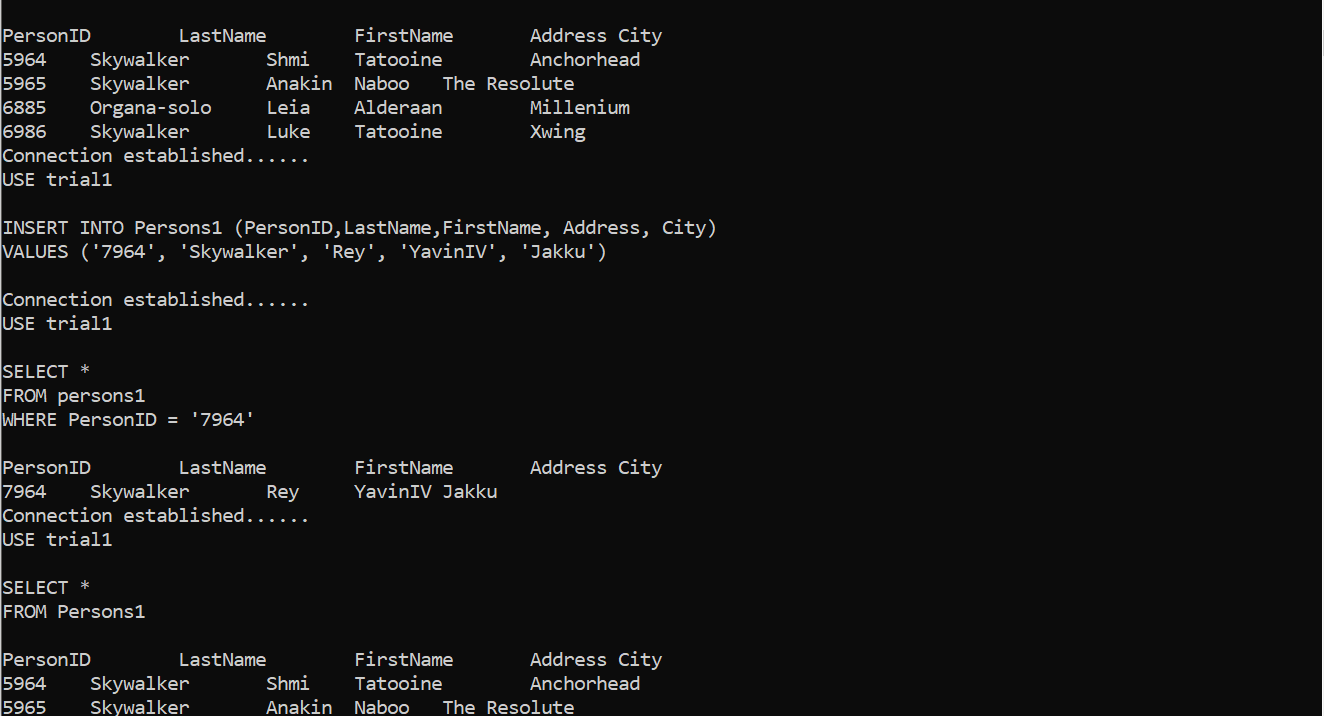 PersonID LastName FirstName Address City
5964 Skywalker Shmi Tatooine Anchorhead
5965 Skywalker Anakin Naboo The Resolute
6885 Organa-solo Leia Alderaan Millenium
6986 Skywalker Luke Tatooine Xwing
Connection established......
USE trial1
INSERT INTO Persons1 (PersonID,LastName,FirstName, Address, City)
VALUES ('7964', 'Skywalker', 'Rey', 'YavinIV', 'Jakku')
Connection established......
USE trial1
SELECT *
FROM persons1
WHERE PersonID = '7964'
PersonID LastName FirstName Address City
7964 Skywalker Rey YavinIV Jakku
Connection established......
USE trial1
SELECT *
FROM Persons1
PersonID LastName FirstName Address City
5964 Skywalker Shmi Tatooine Anchorhead
5965 Skywalker Anakin Naboo The Resolute